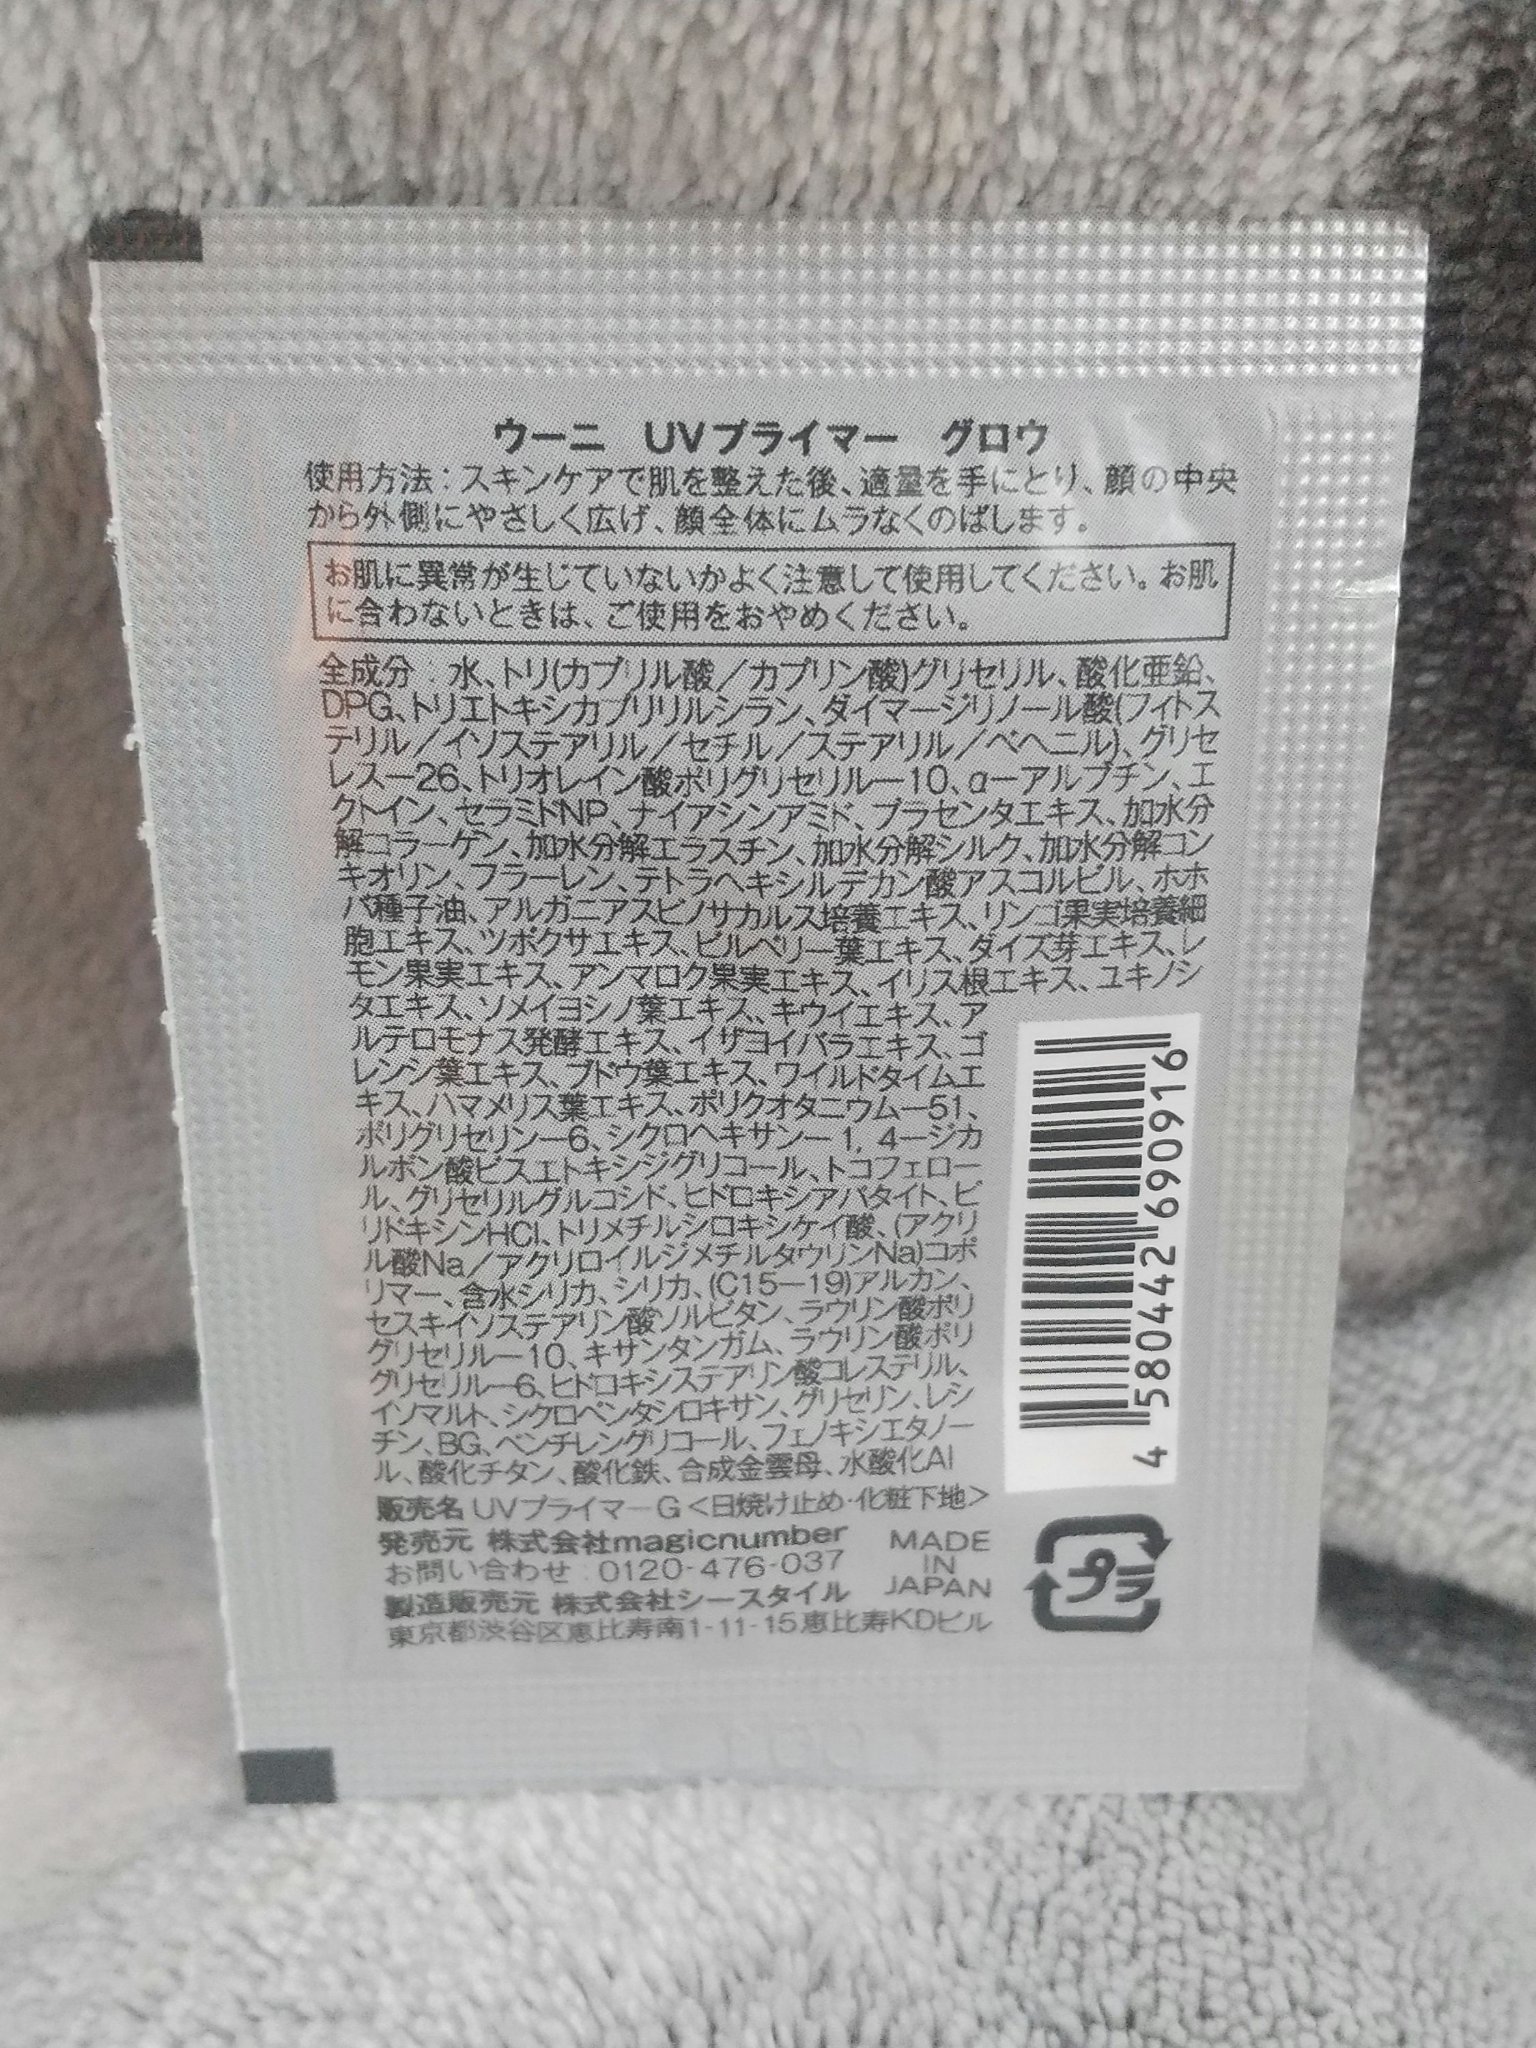 ウーニ　UVプライマー　グロウ
使用方法：スキンケアで肌を整えた後、適量を手にとり、顔の中央
から外側にやさしく広げ、顔全体にムラなくのばします。
お肌に異常が生じていないかよく注意して使用してください。お肌
に合わないときは、ご使用をおやめください。
全成分：水、トリ(カプリル酸／カプリン酸)グリセリル、酸化亜鉛、
DPG、トリエトキシカプリリルシラン、ダイマージリノール酸(フィトス
テリル／イソステアリル／セチル／ステアリル／ベヘニル)、グリセ
レスー26、トリオレイン酸ポリグリセリルー10、αーアルブチン、エ
クトイン、セラミドNP、ナイアシンアミド、プラセンタエキス、加水分
解コラーゲン、加水分解エラスチン、加水分解シルク、加水分解コン
キオリン、フラーレン、テトラヘキシルデカン酸アスコルビル、ホホ
バ種子油、アルガニアスピノサカルス培養エキス、リンゴ果実培養細
胞エキス、ツボクサエキス、ビルベリー葉エキス、ダイズ芽エキス、レ
モン果実エキス、アンマロク果実エキス、イリス根エキス、ユキノシ
タエキス、ソメイヨシノ葉エキス、キウイエキス、ア
ルテロモナス発酵エキス、イザヨイバラエキス、ゴ
レンシ葉エキス、ブドウ葉エキス、ワイルドタイムエ
キス、ハマメリス葉エキス、ポリクオタニウムー51、
ポリグリセリンー6、シクロヘキサンー1, 4ージカ
ルボン酸ビスエトキシジグリコール、トコフェロー
ル、グリセリルグルコシド、ヒドロキシアパタイト、ピ
リドキシンHCl、トリメチルシロキシケイ酸、(アクリ
ル酸Na／アクリロイルジメチルタウリンNa)コポ
リマー、含水シリカ、シリカ、(C15ー19)アルカン、
セスキイソステアリン酸ソルビタン、ラウリン酸ポリ
グリセリルー10、キサンタンガム、ラウリン酸ポリ
グリセリルー6、ヒドロキシステアリン酸コレステリル、
イソマルト、シクロペンタシロキサン、グリセリン、レシ
チン、BG、ペンチレングリコール、フェノキシエタノー
ル、酸化チタン、酸化鉄、合成金雲母、水酸化Al
販売名 UVプライマーG＜日焼け止め・化粧下地＞
発売元 株式会社magicnumber
お問い合わせ：0120-476-037
製造販売元 株式会社シースタイル
東京都渋谷区恵比寿南1-11-15恵比寿KDビル
MADE
IN
JAPAN
4 580442 690916
プラ